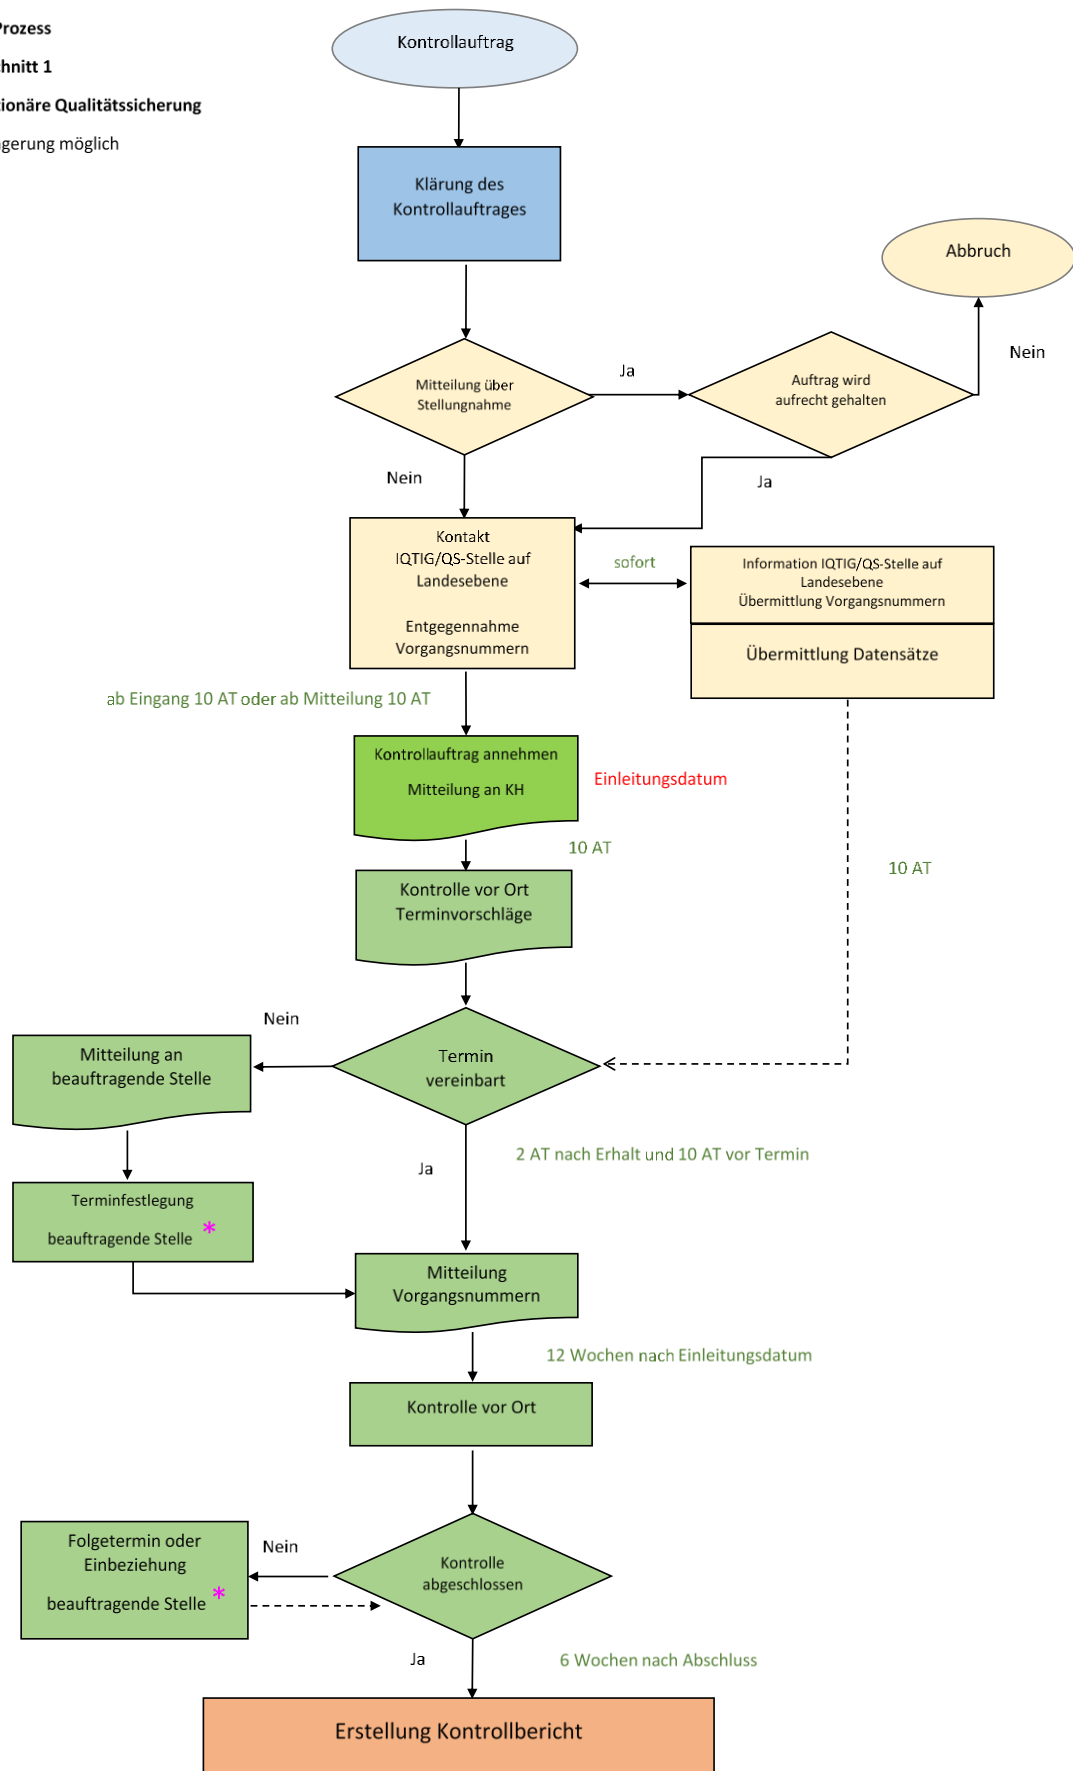 Prozess
hnitt 1
tionäre Qualitätssicherung
gerung möglich
Kontrollauftrag
Klärung des
Kontrollauftrages
Abbruch
Nein
Mitteilung über
Stellungnahme
Ja
Auftrag wird
aufrecht gehalten
Nein
Ja
Kontakt
IQTIG/QS-Stelle auf
Landesebene
Entgegennahme
Vorgangsnummern
sofort
Information IQTIG/QS-Stelle auf
Landesebene
Übermittlung Vorgangsnummern
Übermittlung Datensätze
ab Eingang 10 AT oder ab Mitteilung 10 AT
Kontrollauftrag annehmen
Mitteilung an KH
Einleitungsdatum
10 AT
10 AT
Kontrolle vor Ort
Terminvorschläge
Nein
Termin
vereinbart
Mitteilung an
beauftragende Stelle
Ja
2 AT nach Erhalt und 10 AT vor Termin
Terminfestlegung
beauftragende Stelle *
Mitteilung
Vorgangsnummern
12 Wochen nach Einleitungsdatum
Kontrolle vor Ort
Folgetermin oder
Einbeziehung
beauftragende Stelle *
Nein
Kontrolle
abgeschlossen
Ja
6 Wochen nach Abschluss
Erstellung Kontrollbericht